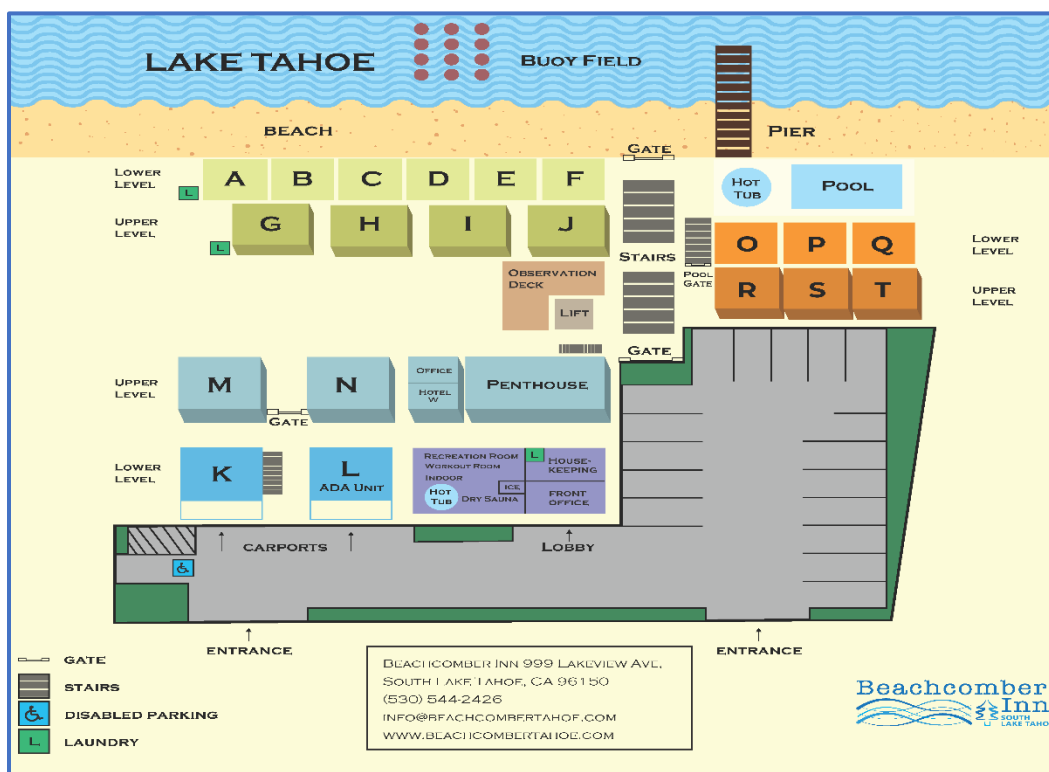 LAKE TAHOE
BUOY FIELD
BEACH
PIER
GATE
LOWER LEVEL
L
A B C D E F
HOT TUB
POOL
UPPER LEVEL
L
G H I J
STAIRS
POOL GATE
O P Q
LOWER LEVEL
OBSERVATION DECK
LIFT
R S T
UPPER LEVEL
GATE
UPPER LEVEL
M
GATE
N
OFFICE
HOTEL W
PENTHOUSE
LOWER LEVEL
K
L
ADA UNIT
RECREATION ROOM
WORKOUT ROOM
INDOOR
HOT TUB
DRY SAUNA
ICE
L
HOUSE-
KEEPING
FRONT
OFFICE
CARPORTS
LOBBY
ENTRANCE
ENTRANCE
GATE
STAIRS
DISABLED PARKING
L
LAUNDRY
BEACHCOMBER INN 999 LAKEVIEW AVE,
SOUTH LAKE TAHOE, CA 96150
(530) 544-2426
INFO@BEACHCOMBERTAHOE.COM
WWW.BEACHCOMBERTAHOE.COM
Beachcomber
Inn
SOUTH
LAKE TAHOE